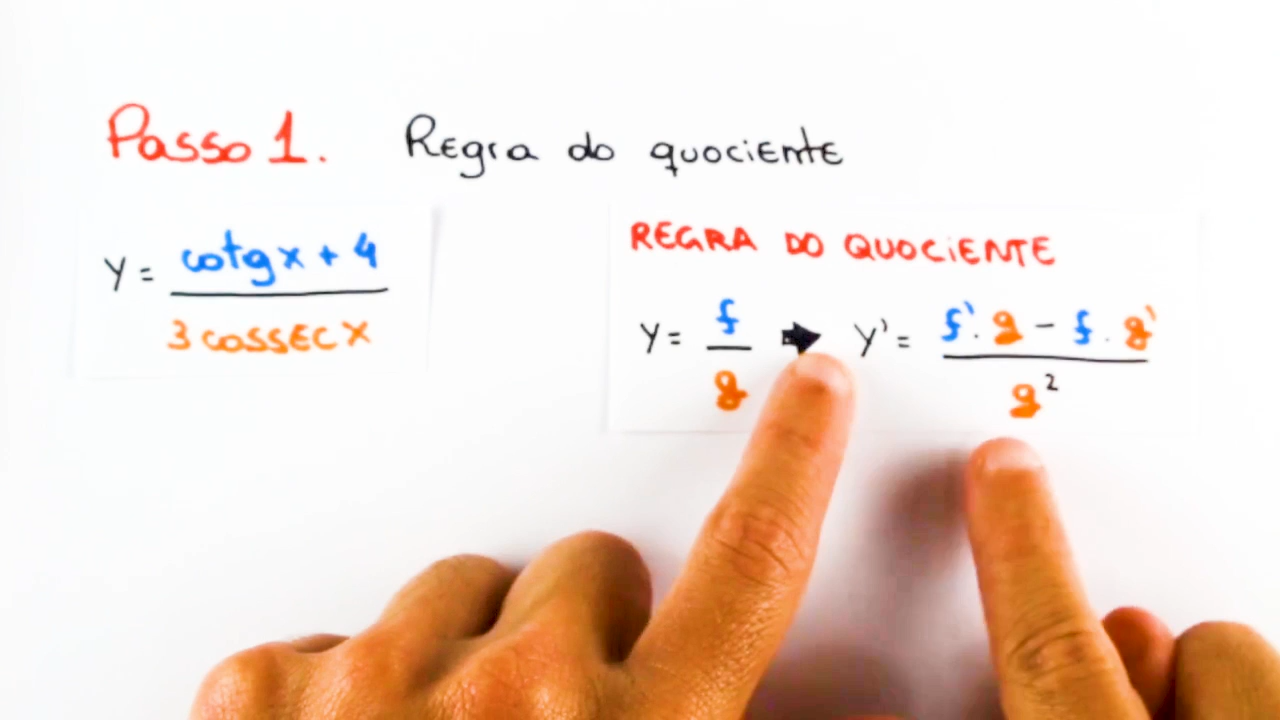 Passo 1. Regra do quociente
y = cotg x + 4
3 cossec x
REGRA DO QUOCIENTE
y = f / g ➡ y' = f'. g - f . g' / g²